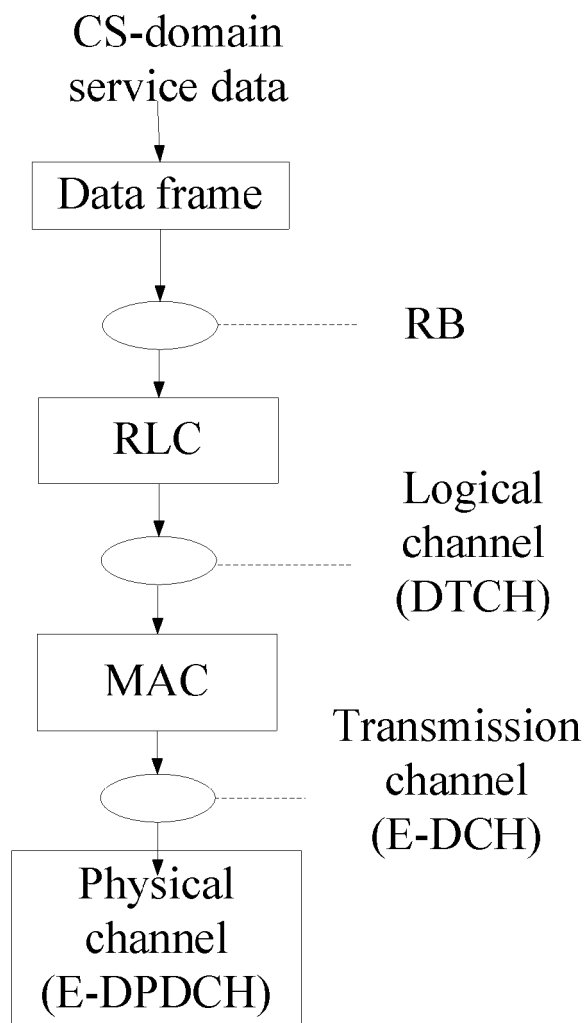 CS-domain
service data
Data frame
RB
RLC
Logical
channel
(DTCH)
MAC
Transmission
channel
(E-DCH)
Physical
channel
(E-DPDCH)